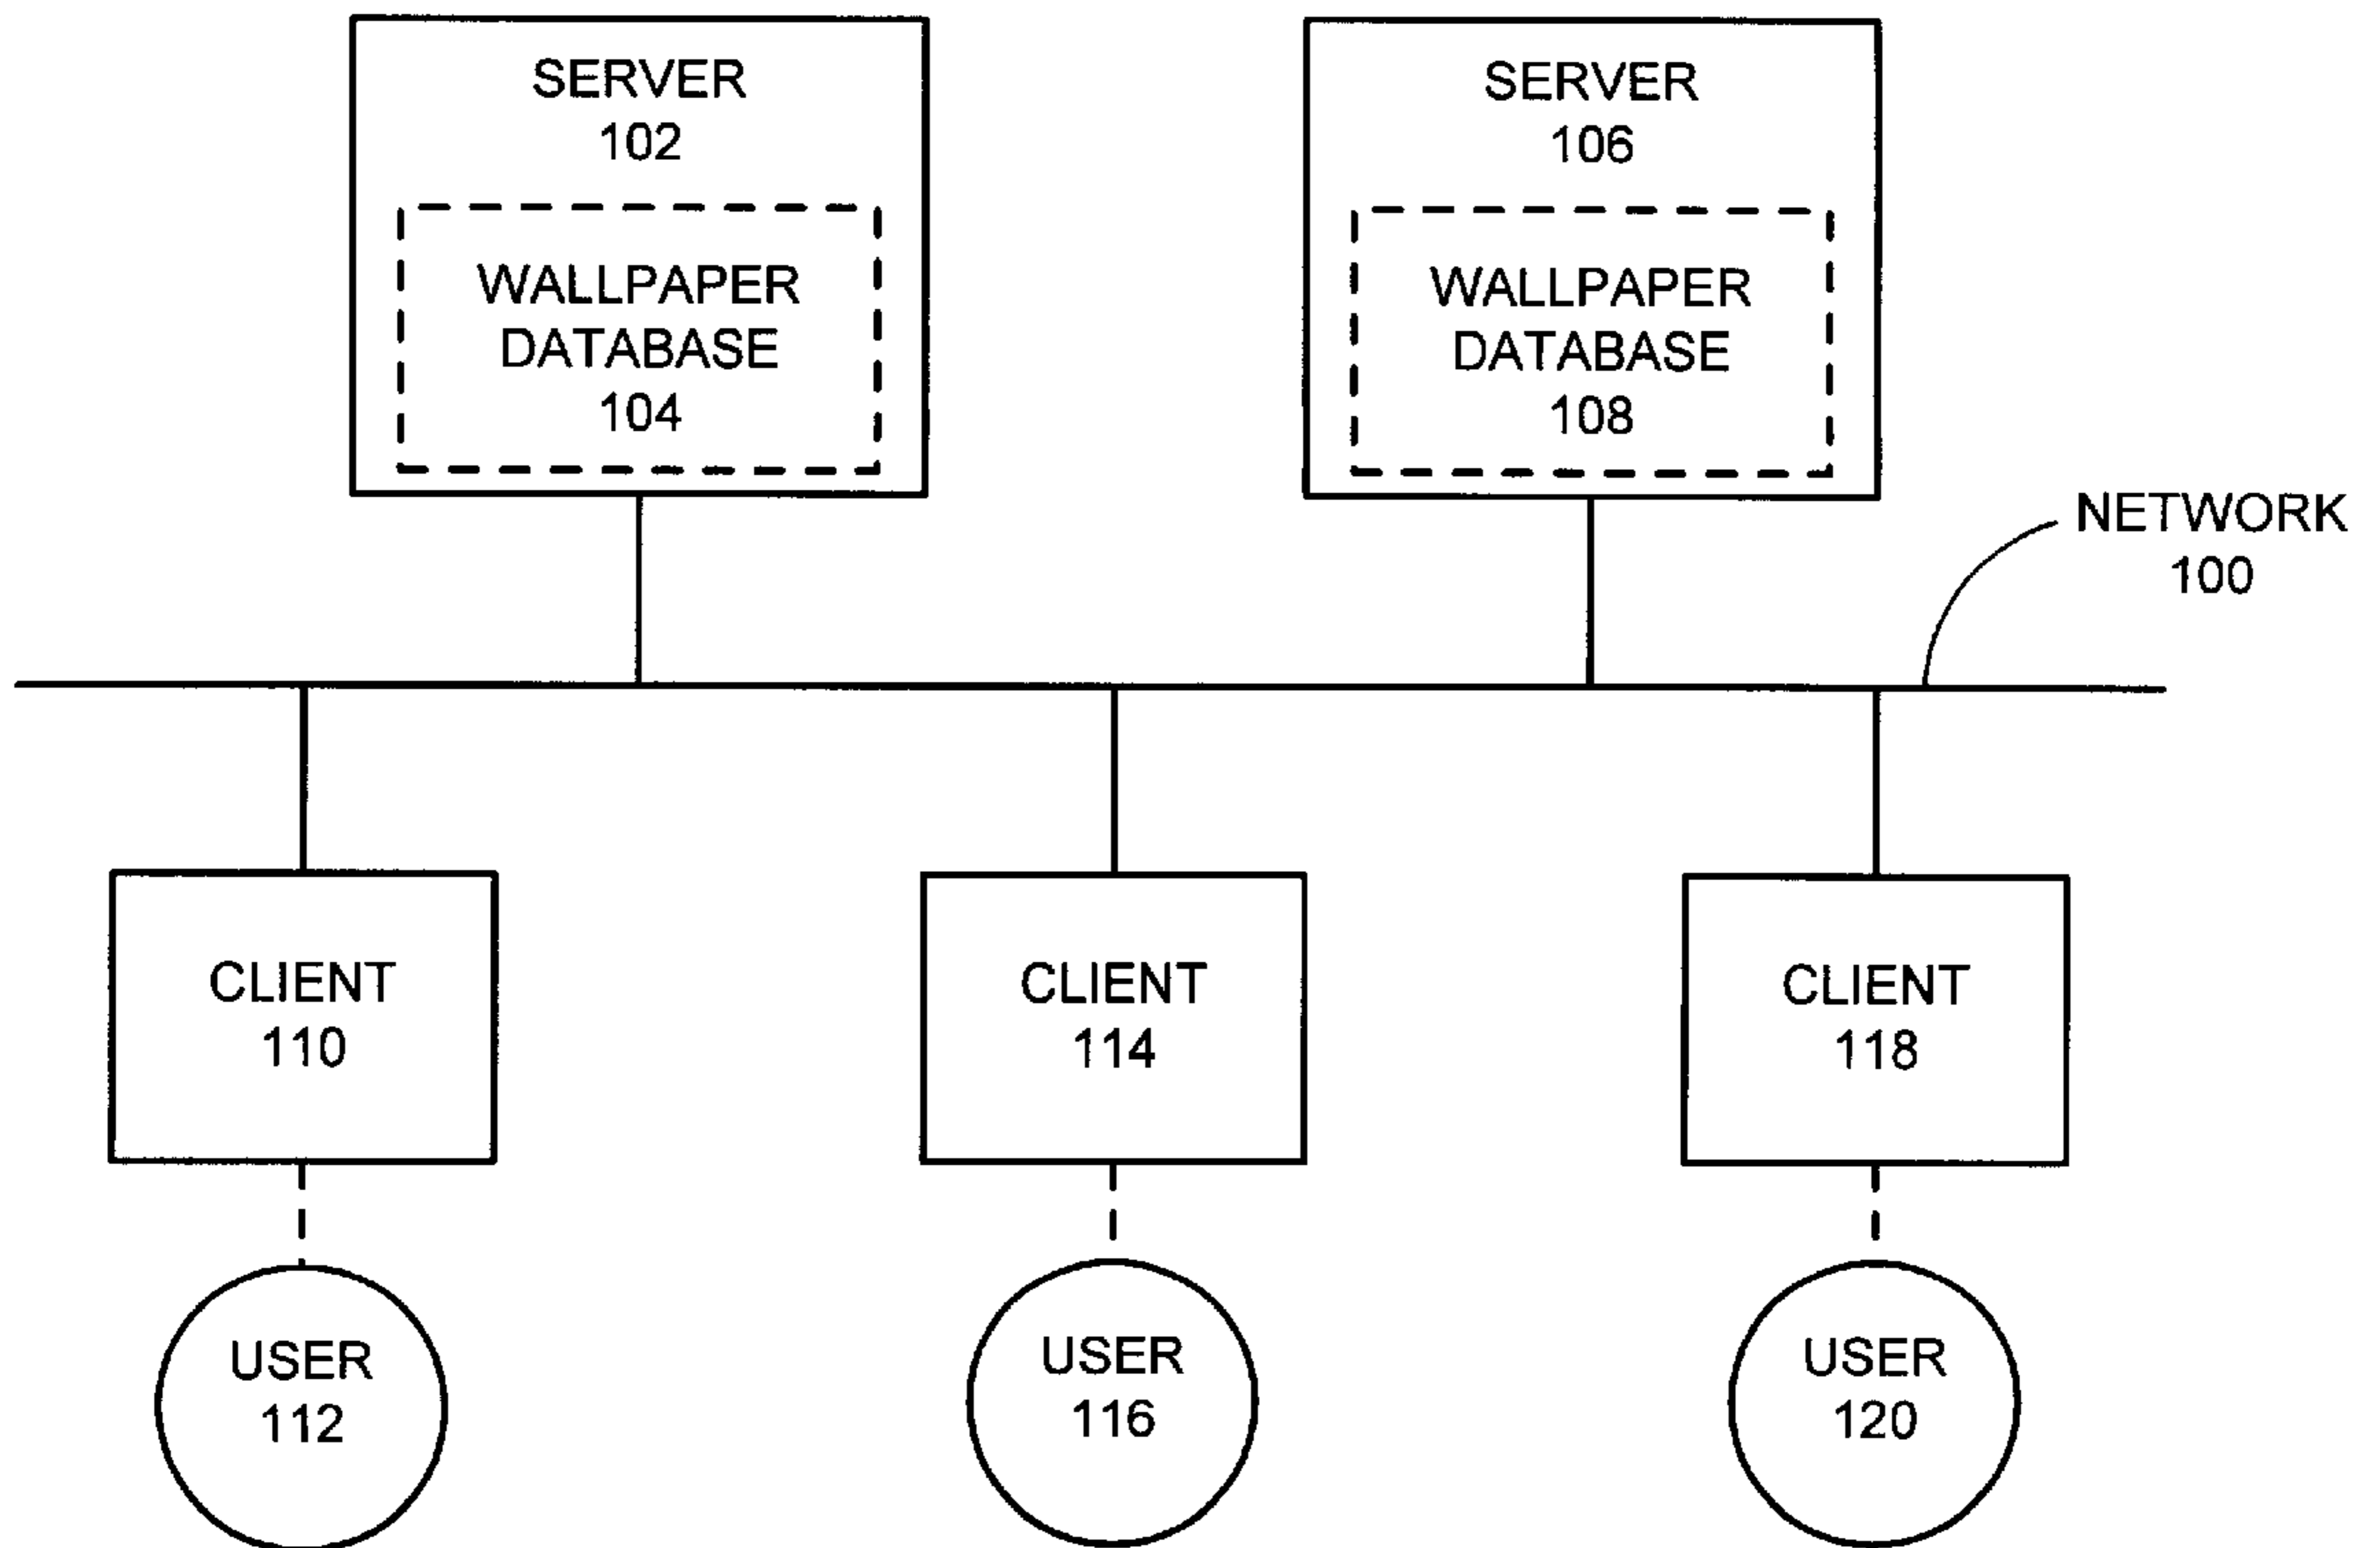 SERVER
102
WALLPAPER
DATABASE
104
SERVER
106
WALLPAPER
DATABASE
108
NETWORK
100
CLIENT
110
CLIENT
114
CLIENT
118
USER
112
USER
116
USER
120